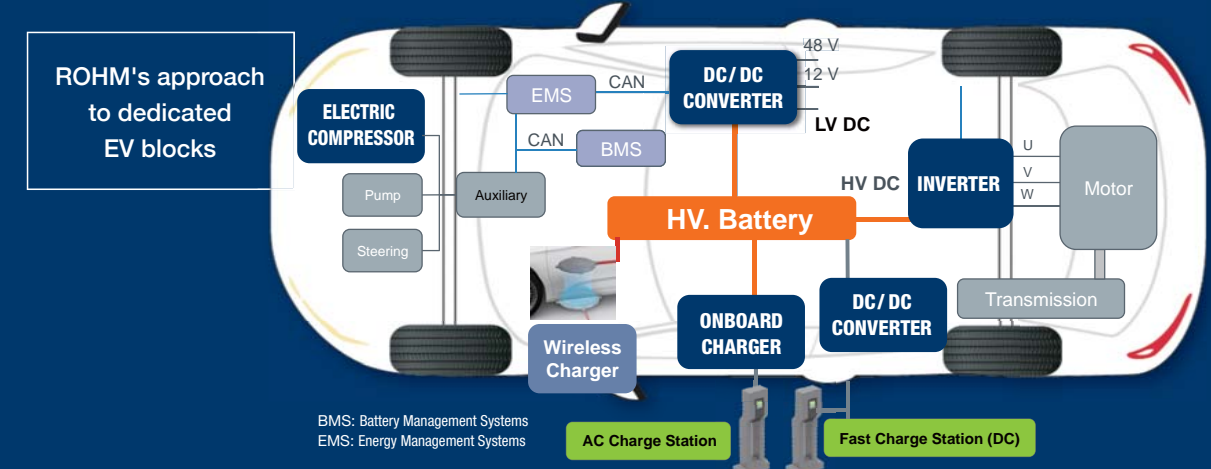 ROHM's approach
to dedicated
EV blocks
ELECTRIC
COMPRESSOR
Pump
Steering
Auxiliary
EMS
CAN
CAN
BMS
DC/DC
CONVERTER
48 V
12 V
LV DC
HV. Battery
HV DC
INVERTER
U
V
W
Motor
Transmission
Wireless
Charger
ONBOARD
CHARGER
DC/DC
CONVERTER
BMS: Battery Management Systems
EMS: Energy Management Systems
AC Charge Station
Fast Charge Station (DC)